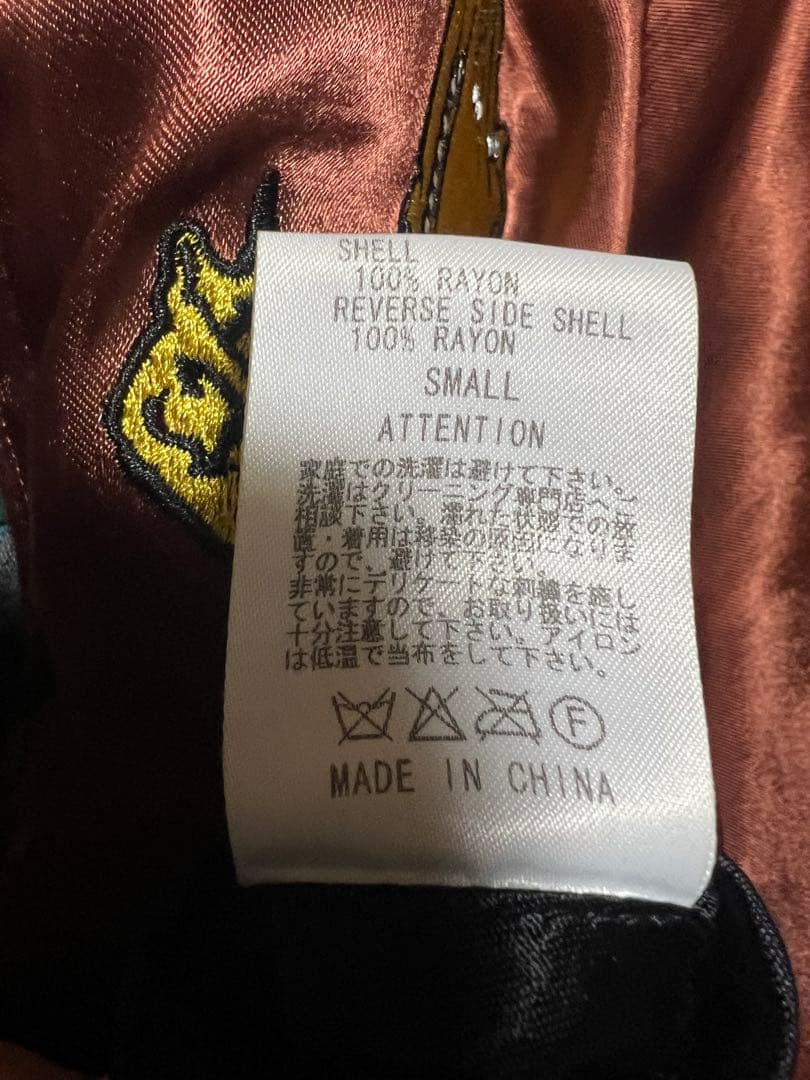 SHELL
100% RAYON
REVERSE SIDE SHELL
100% RAYON
SMALL
ATTENTION
家庭での洗濯は避けて下さい。
洗濯はクリーニング専門店へご
相談下さい。濡れた状態での放
置・着用は移染の原因になりま
すので、避けて下さい。
非常にデリケートな刺繍を施し
ていますので、お取り扱いには
十分注意して下さい。アイロン
は低温で当布をして下さい。
F
MADE IN CHINA